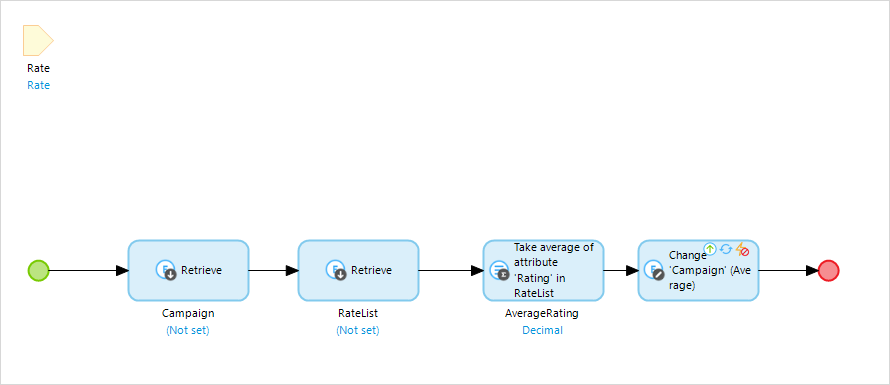 Rate
Rate
Retrieve
Campaign
(Not set)
Retrieve
RateList
(Not set)
Take average of
attribute
'Rating' in
RateList
AverageRating
Decimal
Change
'Campaign' (Ave
rage)